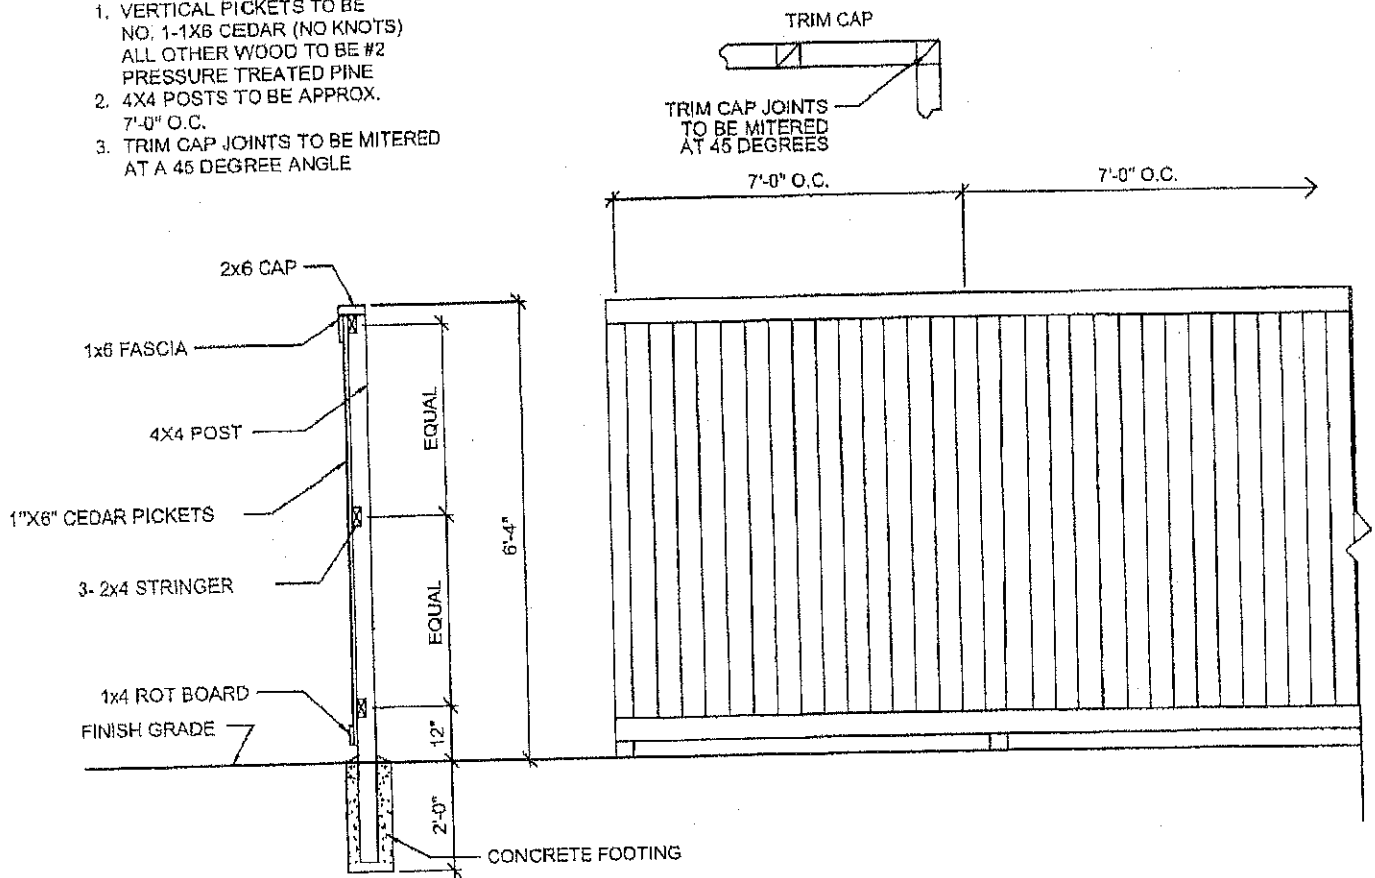 1. VERTICAL PICKETS TO BE
NO. 1-1X6 CEDAR (NO KNOTS)
ALL OTHER WOOD TO BE #2
PRESSURE TREATED PINE
2. 4X4 POSTS TO BE APPROX.
7'-0" O.C.
3. TRIM CAP JOINTS TO BE MITERED
AT A 45 DEGREE ANGLE
TRIM CAP
TRIM CAP JOINTS
TO BE MITERED
AT 45 DEGREES
7'-0" O.C.
7'-0" O.C.
2x6 CAP
1x6 FASCIA
4X4 POST
1"X6" CEDAR PICKETS
3- 2x4 STRINGER
1x4 ROT BOARD
FINISH GRADE
EQUAL
EQUAL
12"
2'-0"
6'-4"
CONCRETE FOOTING